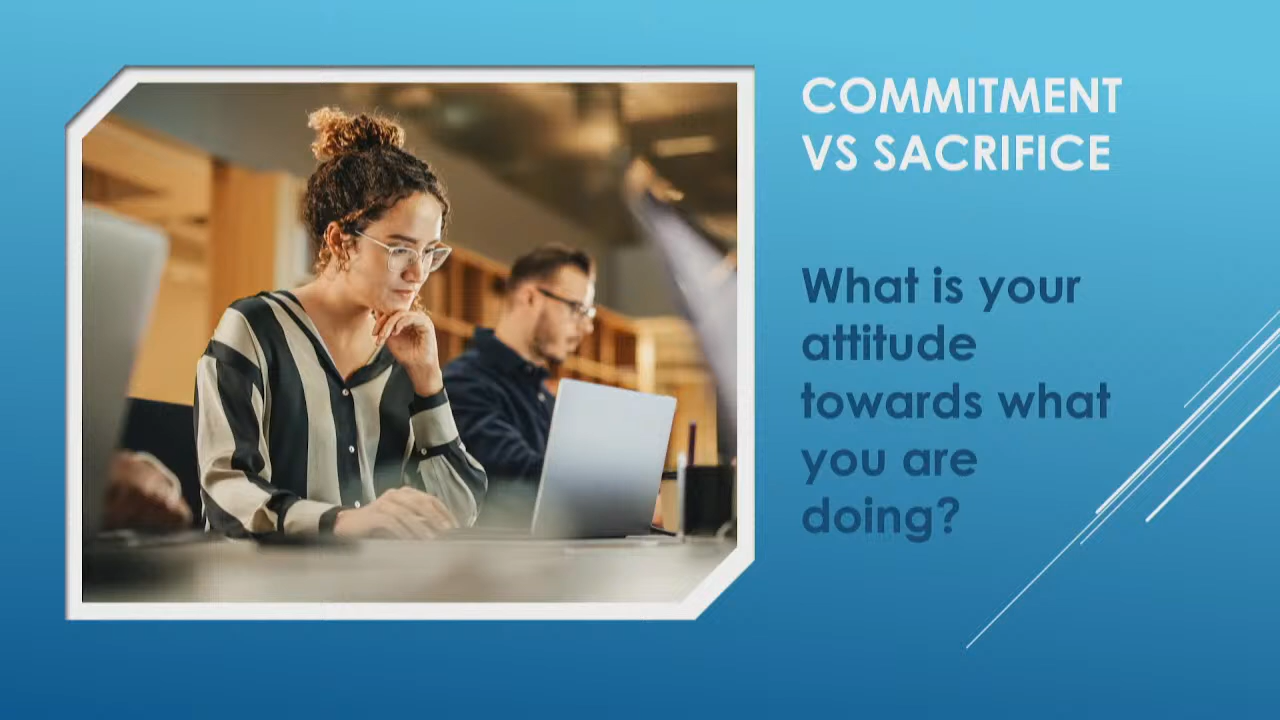 COMMITMENT
VS SACRIFICE
What is your
attitude
towards what
you are
doing?